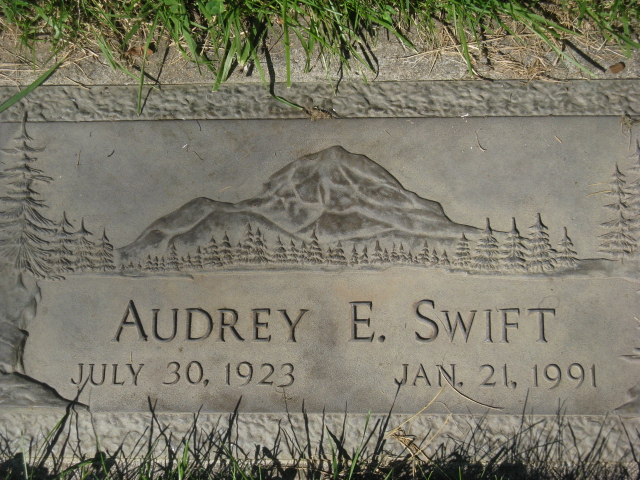 AUDREY E. SWIFT
JULY 30, 1923 JAN. 21, 1991